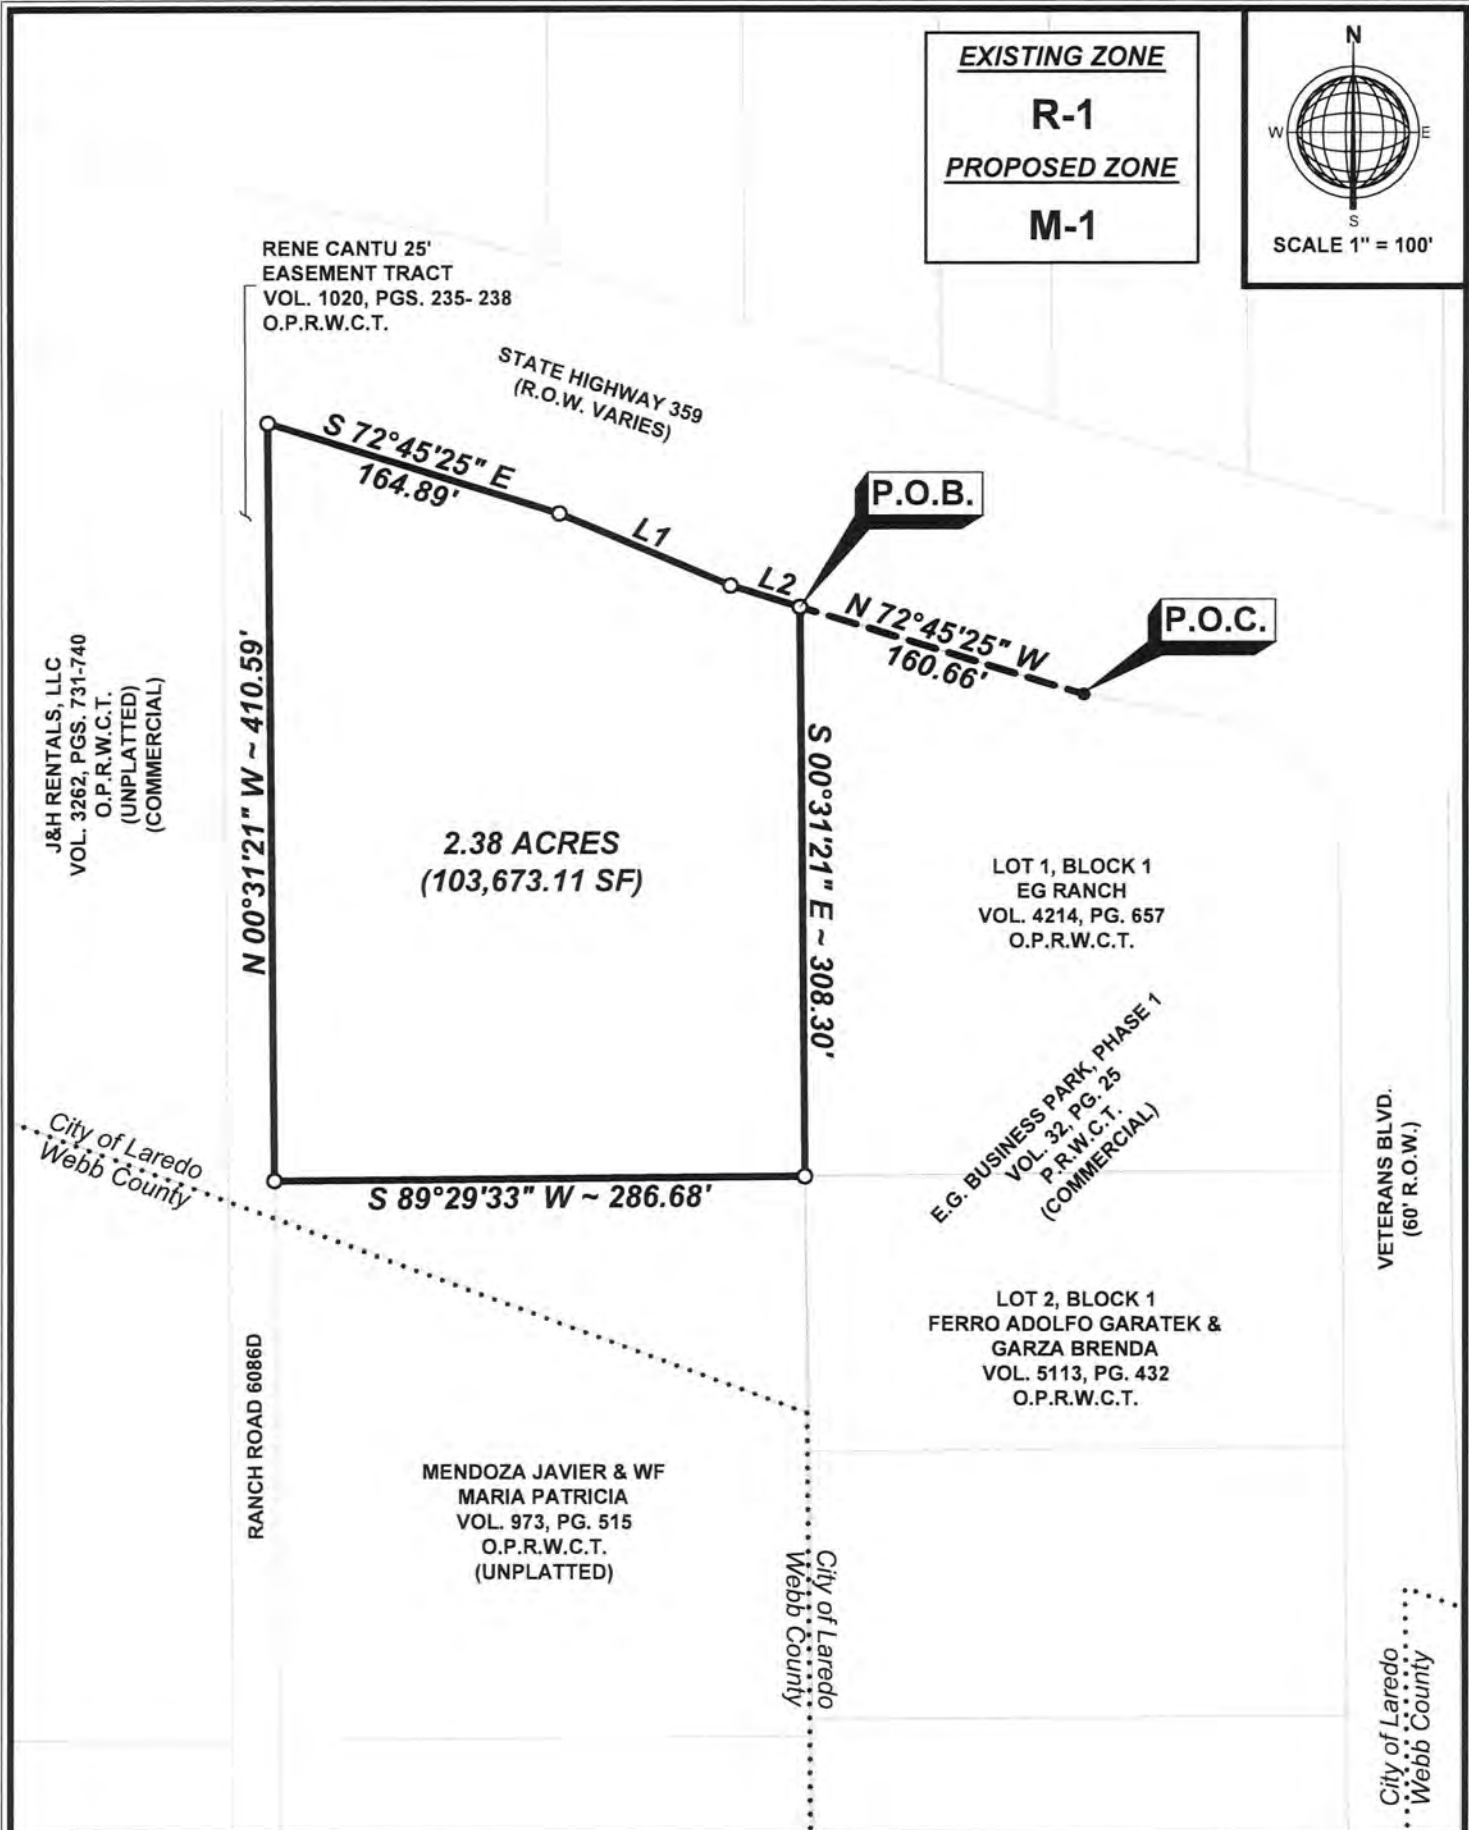 EXISTING ZONE
R-1
PROPOSED ZONE
M-1
N
W
E
S
SCALE 1" = 100'
RENE CANTU 25'
EASEMENT TRACT
VOL. 1020, PGS. 235- 238
O.P.R.W.C.T.
STATE HIGHWAY 359
(R.O.W. VARIES)
S 72°45'25" E
164.89'
L1
L2
P.O.B.
N 72°45'25" W
160.66'
P.O.C.
J&H RENTALS, LLC
VOL. 3262, PGS. 731-740
O.P.R.W.C.T.
(UNPLATTED)
(COMMERCIAL)
N 00°31'21" W ~ 410.59'
2.38 ACRES
(103,673.11 SF)
S 00°31'21" E ~ 308.30'
LOT 1, BLOCK 1
EG RANCH
VOL. 4214, PG. 657
O.P.R.W.C.T.
E.G. BUSINESS PARK, PHASE 1
VOL. 32, PG. 25
P.R.W.C.T.
(COMMERCIAL)
VETERANS BLVD.
(60' R.O.W.)
City of Laredo
Webb County
S 89°29'33" W ~ 286.68'
LOT 2, BLOCK 1
FERRO ADOLFO GARATEK &
GARZA BRENDA
VOL. 5113, PG. 432
O.P.R.W.C.T.
RANCH ROAD 6086D
MENDOZA JAVIER & WF
MARIA PATRICIA
VOL. 973, PG. 515
O.P.R.W.C.T.
(UNPLATTED)
City of Laredo
Webb County
City of Laredo
Webb County